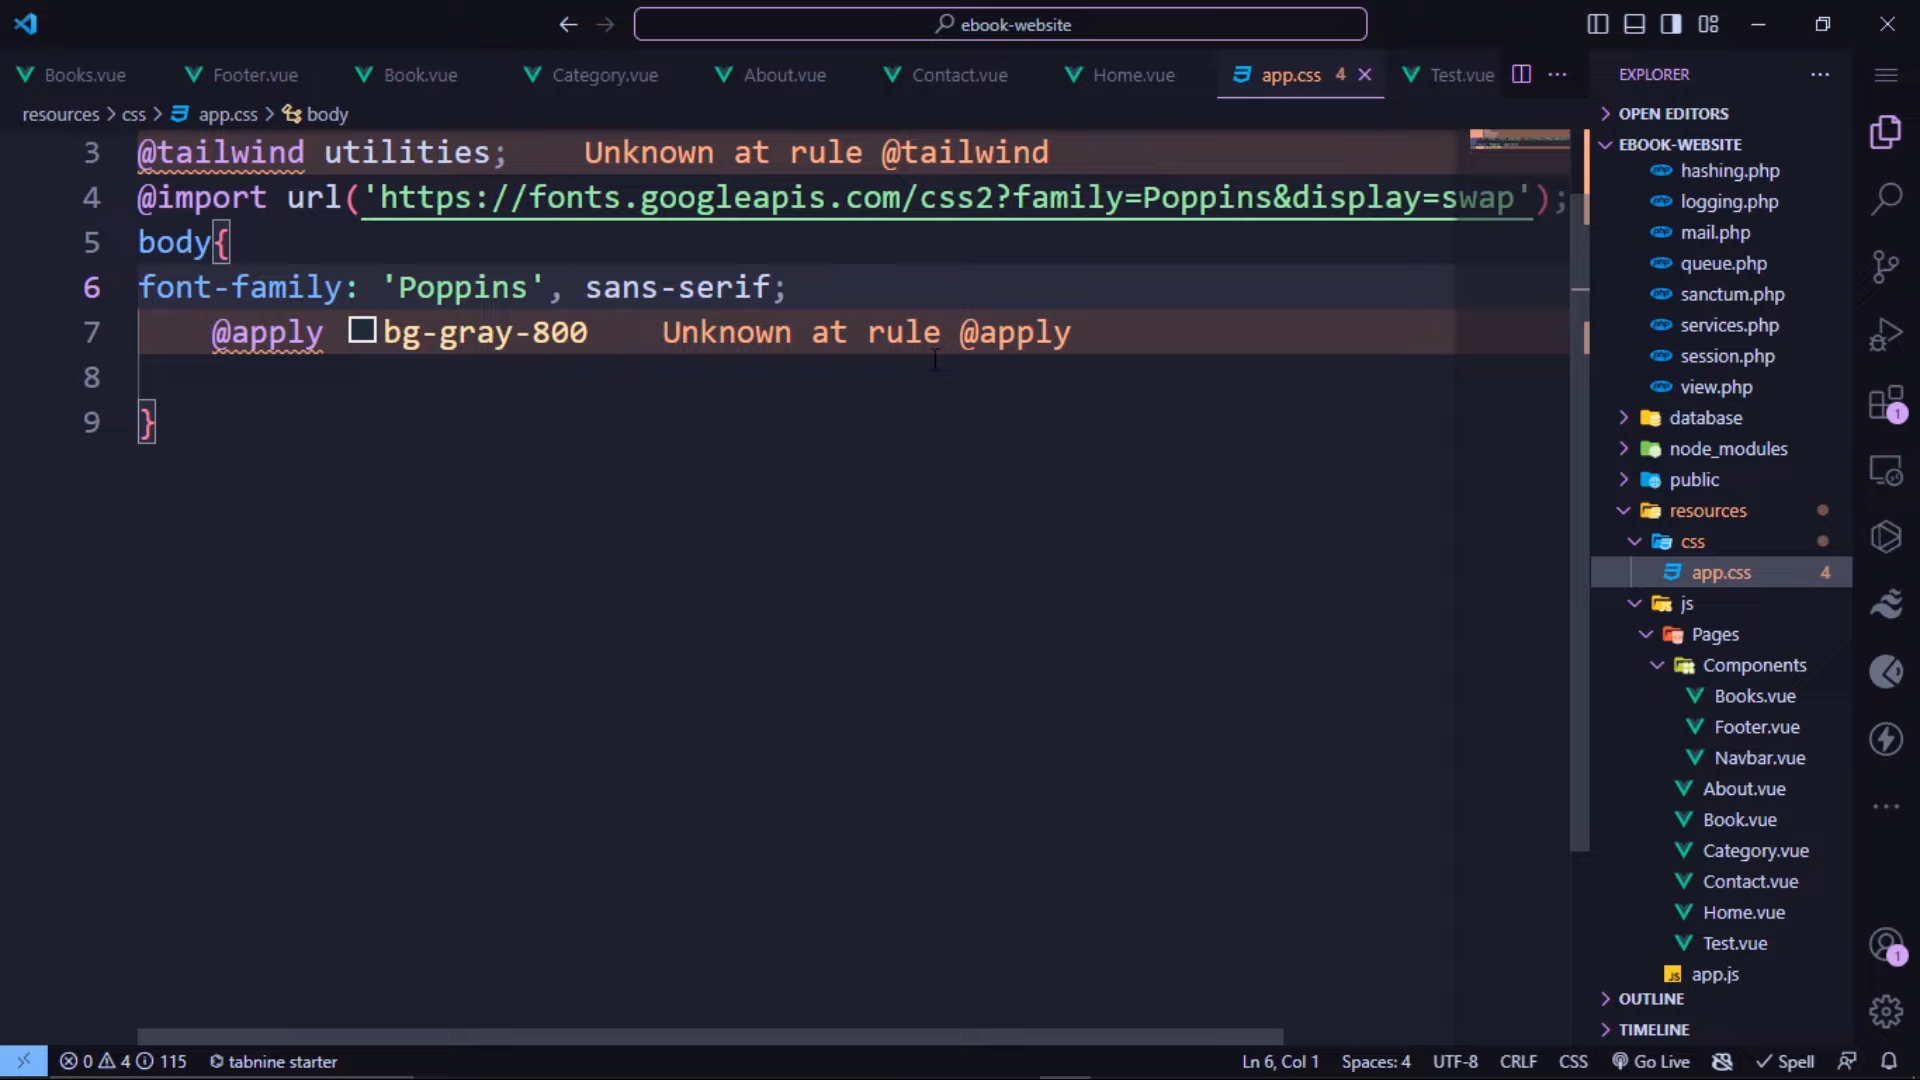 ebook-website
Books.vue
Footer.vue
Book.vue
Category.vue
About.vue
Contact.vue
Home.vue
app.css 4
Test.vue
resources > css > app.css > body
3 @tailwind utilities; Unknown at rule @tailwind
4 @import url('https://fonts.googleapis.com/css2?family=Poppins&display=swap');
5 body{
6 font-family: 'Poppins', sans-serif;
7 @apply bg-gray-800 Unknown at rule @apply
8
9 }
EXPLORER
OPEN EDITORS
EBOOK-WEBSITE
hashing.php
logging.php
mail.php
queue.php
sanctum.php
services.php
session.php
view.php
database
node_modules
public
resources
css
app.css 4
js
Pages
Components
Books.vue
Footer.vue
Navbar.vue
About.vue
Book.vue
Category.vue
Contact.vue
Home.vue
Test.vue
JS app.js
OUTLINE
TIMELINE
1
1
0 4 115 tabnine starter
Ln 6, Col 1 Spaces: 4 UTF-8 CRLF CSS Go Live Spell